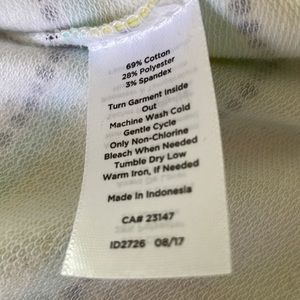 69% Cotton
28% Polyester
3% Spandex
Turn Garment Inside
Out
Machine Wash Cold
Gentle Cycle
Only Non-Chlorine
Bleach When Needed
Tumble Dry Low
Warm Iron, If Needed
Made In Indonesia
CA# 23147
ID2726 08/17